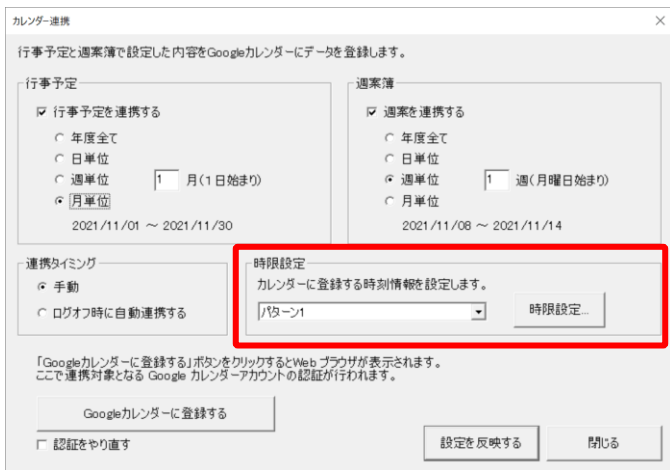 カレンダー連携
行事予定と週案簿で設定した内容をGoogleカレンダーにデータを登録します。
行事予定
行事予定を連携する
年度全て
日単位
週単位 1 月(1日始まり)
月単位
2021/11/01 ～ 2021/11/30
週案簿
週案を連携する
年度全て
日単位
週単位 1 週(月曜日始まり)
月単位
2021/11/08 ～ 2021/11/14
連携タイミング
手動
ログオフ時に自動連携する
時限設定
カレンダーに登録する時刻情報を設定します。
パターン1 時限設定...
「Googleカレンダーに登録する」ボタンをクリックするとWeb ブラウザが表示されます。
ここで連携対象となる Google カレンダーアカウントの認証が行われます。
Googleカレンダーに登録する
認証をやり直す
設定を反映する 閉じる